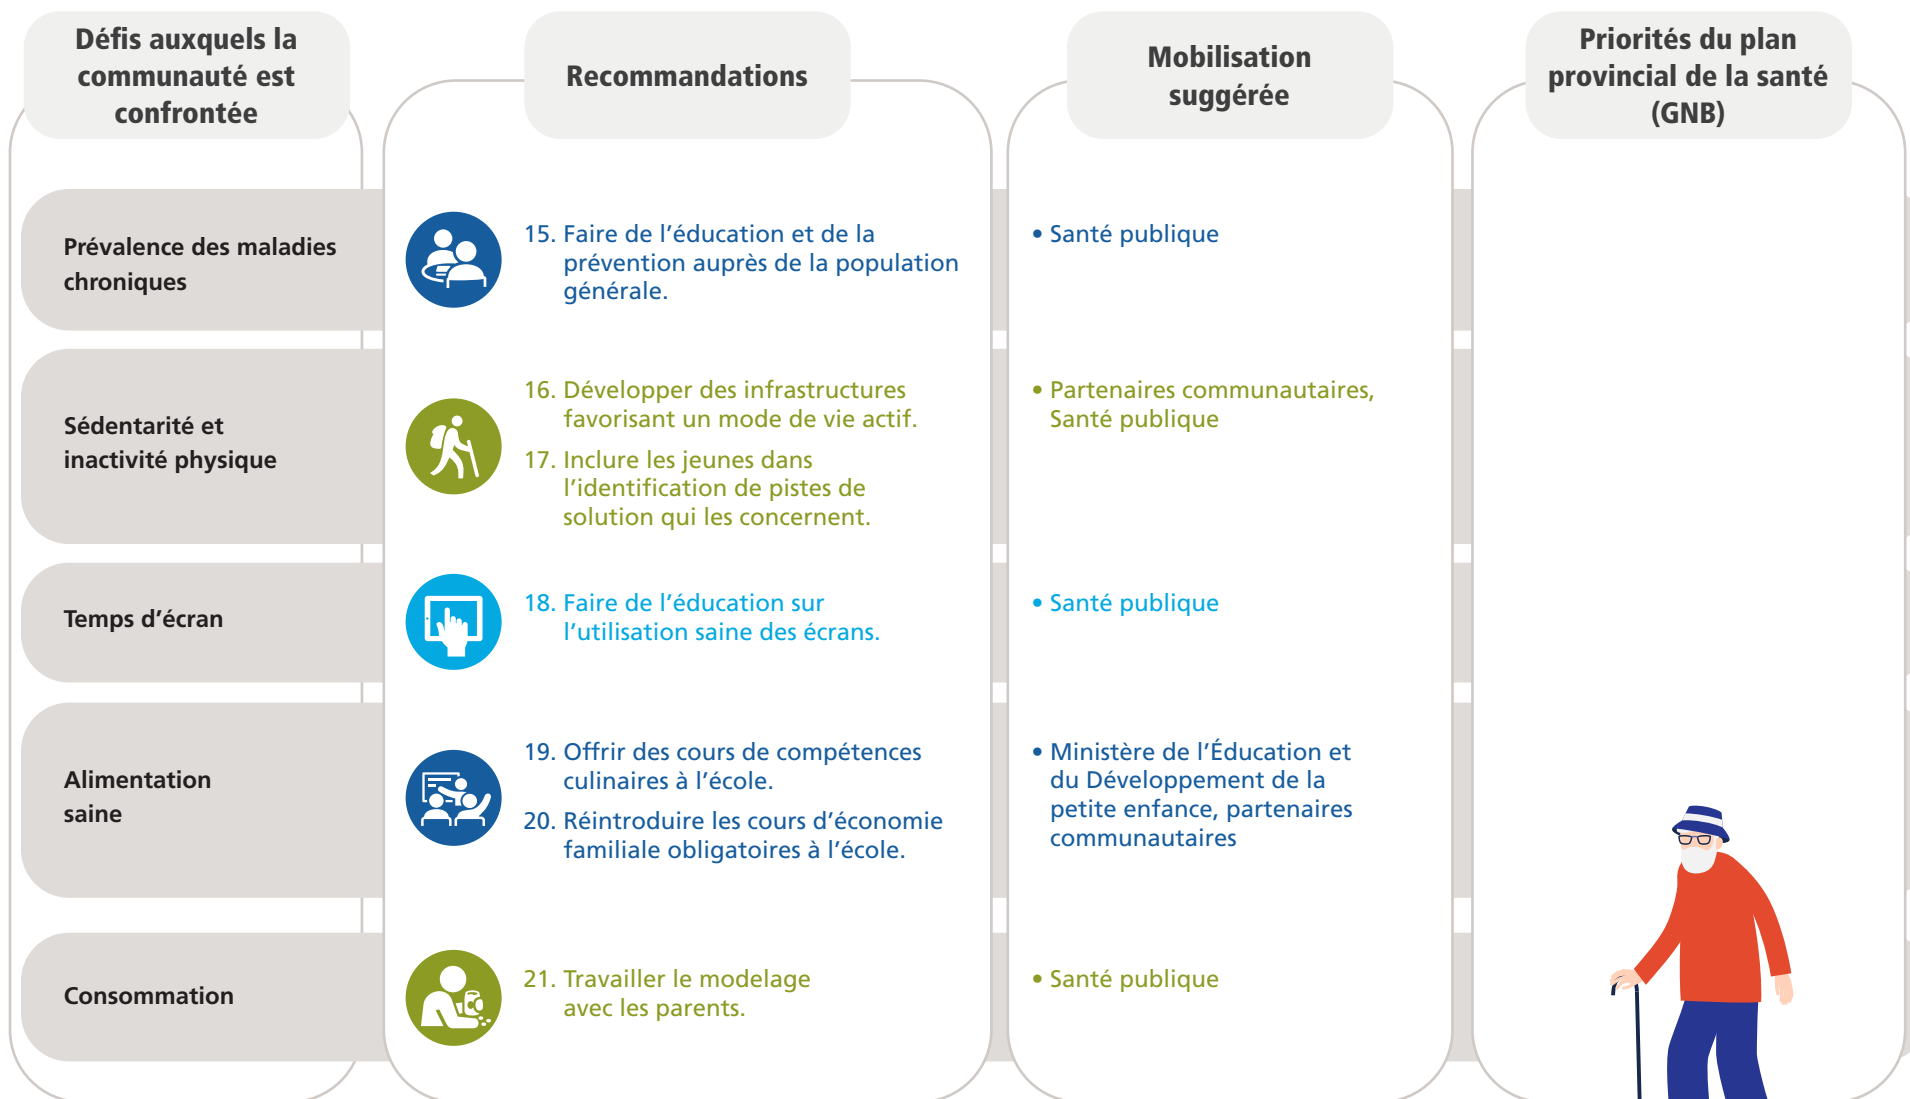 Défis auxquels la
communauté est
confrontée
Recommandations
Mobilisation
suggérée
Priorités du plan
provincial de la santé
(GNB)
Prévalence des maladies
chroniques
15. Faire de l’éducation et de la
prévention auprès de la population
générale.
• Santé publique
Sédentarité et
inactivité physique
16. Développer des infrastructures
favorisant un mode de vie actif.
17. Inclure les jeunes dans
l’identification de pistes de
solution qui les concernent.
• Partenaires communautaires,
Santé publique
Temps d’écran
18. Faire de l’éducation sur
l’utilisation saine des écrans.
• Santé publique
Alimentation
saine
19. Offrir des cours de compétences
culinaires à l’école.
20. Réintroduire les cours d’économie
familiale obligatoires à l’école.
• Ministère de l’Éducation et
du Développement de la
petite enfance, partenaires
communautaires
Consommation
21. Travailler le modelage
avec les parents.
• Santé publique